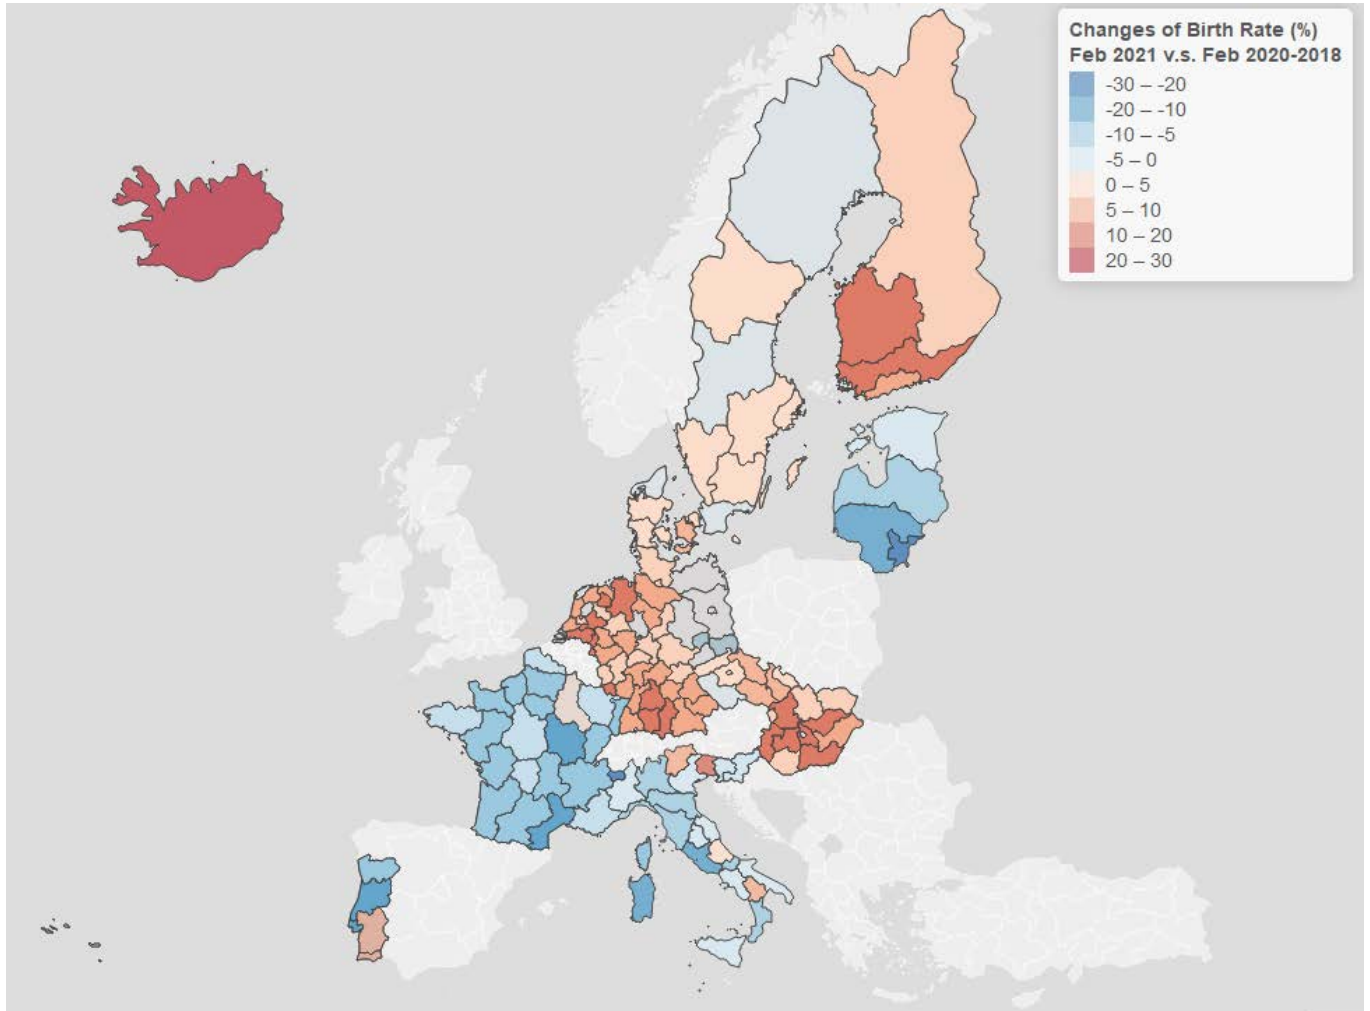 Changes of Birth Rate (%)
Feb 2021 v.s. Feb 2020-2018
-30 – -20
-20 – -10
-10 – -5
-5 – 0
0 – 5
5 – 10
10 – 20
20 – 30